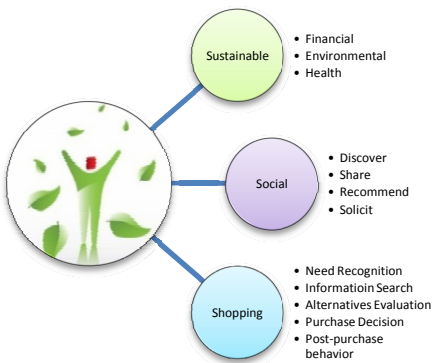 Sustainable
• Financial
• Environmental
• Health
Social
• Discover
• Share
• Recommend
• Solicit
Shopping
• Need Recognition
• Informatioin Search
• Alternatives Evaluation
• Purchase Decision
• Post-purchase
behavior